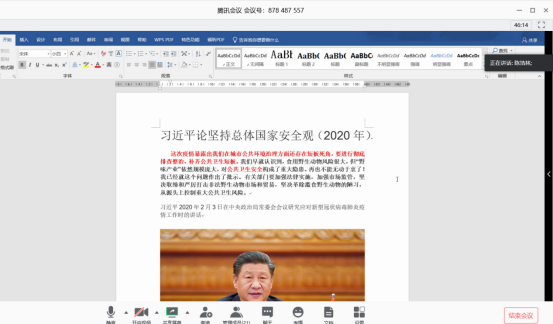 腾讯会议 会议号: 878 487 557
46:14
开始 插入 设计 布局 引用 邮件 审阅 视图 帮助 WPS PDF 特色功能 百度PDF 告诉我你想要做什么
共享
AaBbCcDd AaBbCcDd AaBt AaBb( AaBb( AaBb( AaBbCcDd AaBbCcDd AaBbCcDd AaBbCcD
正文 无间隔 标题 1 标题 2 标题 副标题 不明显强调 强调 明显强调 要点
字体 段落 样式 编辑
正在讲话:
习近平论坚持总体国家安全观（2020 年）
这次疫情暴露出我们在城市公共环境治理方面还存在短板死角，要进行彻底
排查整治，补齐公共卫生短板。我们早就认识到，食用野生动物风险很大，但“野
味产业”依然规模庞大，对公共卫生安全构成了重大隐患。再也不能无动于衷了！
我已经就这个问题作出了批示。有关部门要加强法律实施，加强市场监管，坚
决取缔和严厉打击非法野生动物市场和贸易，坚决革除滥食野生动物的陋习，
从源头上控制重大公共卫生风险。
习近平 2020 年 2 月 3 日在中央政治局常委会会议研究应对新型冠状病毒肺炎疫
情工作时的讲话
静音 开启视频 共享屏幕 邀请 管理成员(21) 聊天 表情 文档 设置
结束会议